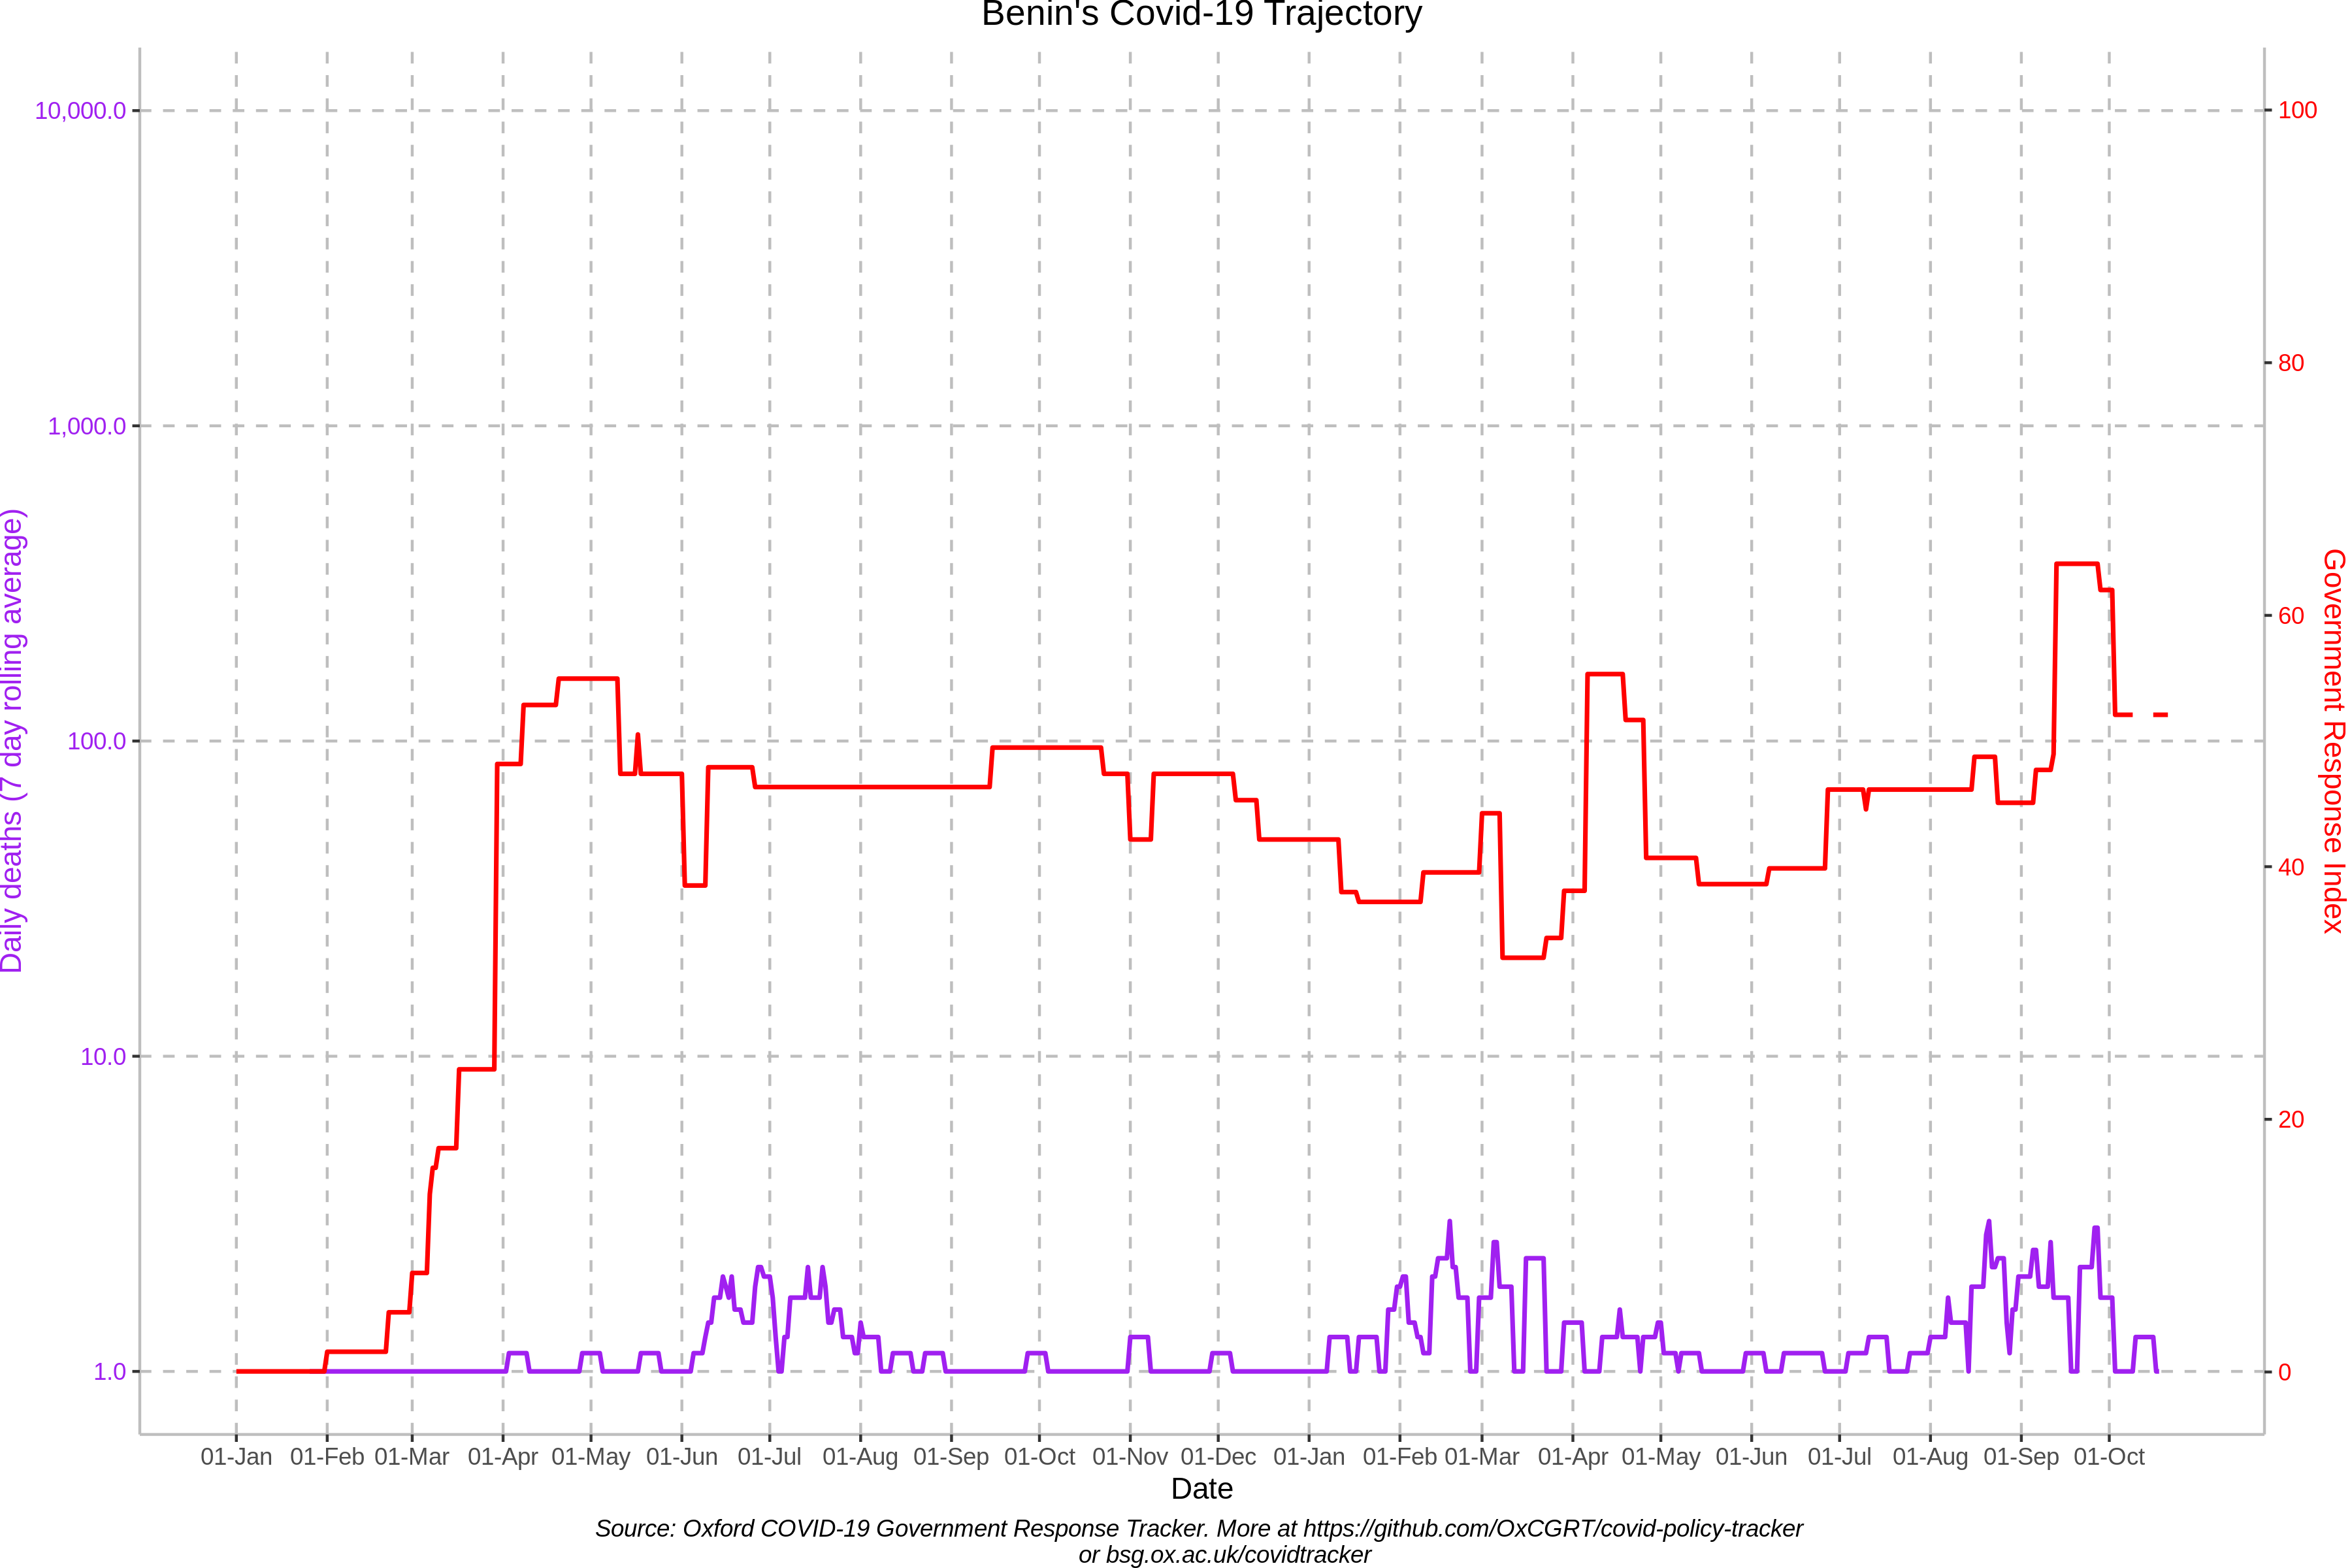 Benin's Covid-19 Trajectory
10,000.0
1,000.0
100.0
10.0
1.0
Daily deaths (7 day rolling average)
100
80
60
40
20
0
Government Response Index
01-Jan 01-Feb 01-Mar 01-Apr 01-May 01-Jun 01-Jul 01-Aug 01-Sep 01-Oct 01-Nov 01-Dec 01-Jan 01-Feb 01-Mar 01-Apr 01-May 01-Jun 01-Jul 01-Aug 01-Sep 01-Oct
Date
Source: Oxford COVID-19 Government Response Tracker. More at https://github.com/OxCGRT/covid-policy-tracker
or bsg.ox.ac.uk/covidtracker